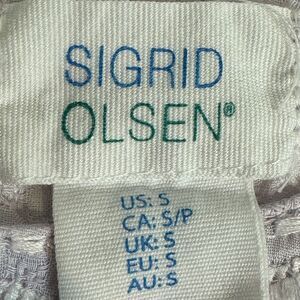 SIGRID
OLSEN®
US: S
CA: S/P
UK: S
EU: S
AU: S